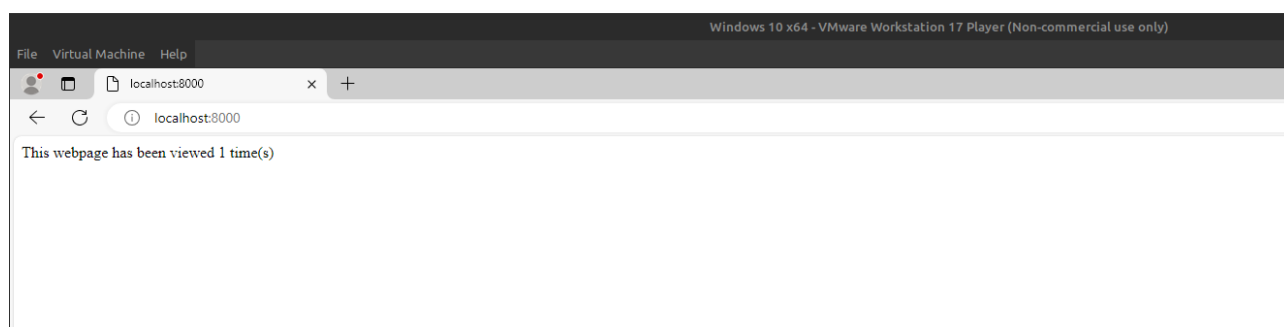 Windows 10 x64 - VMware Workstation 17 Player (Non-commercial use only)
File Virtual Machine Help
localhost:8000
localhost:8000
This webpage has been viewed 1 time(s)